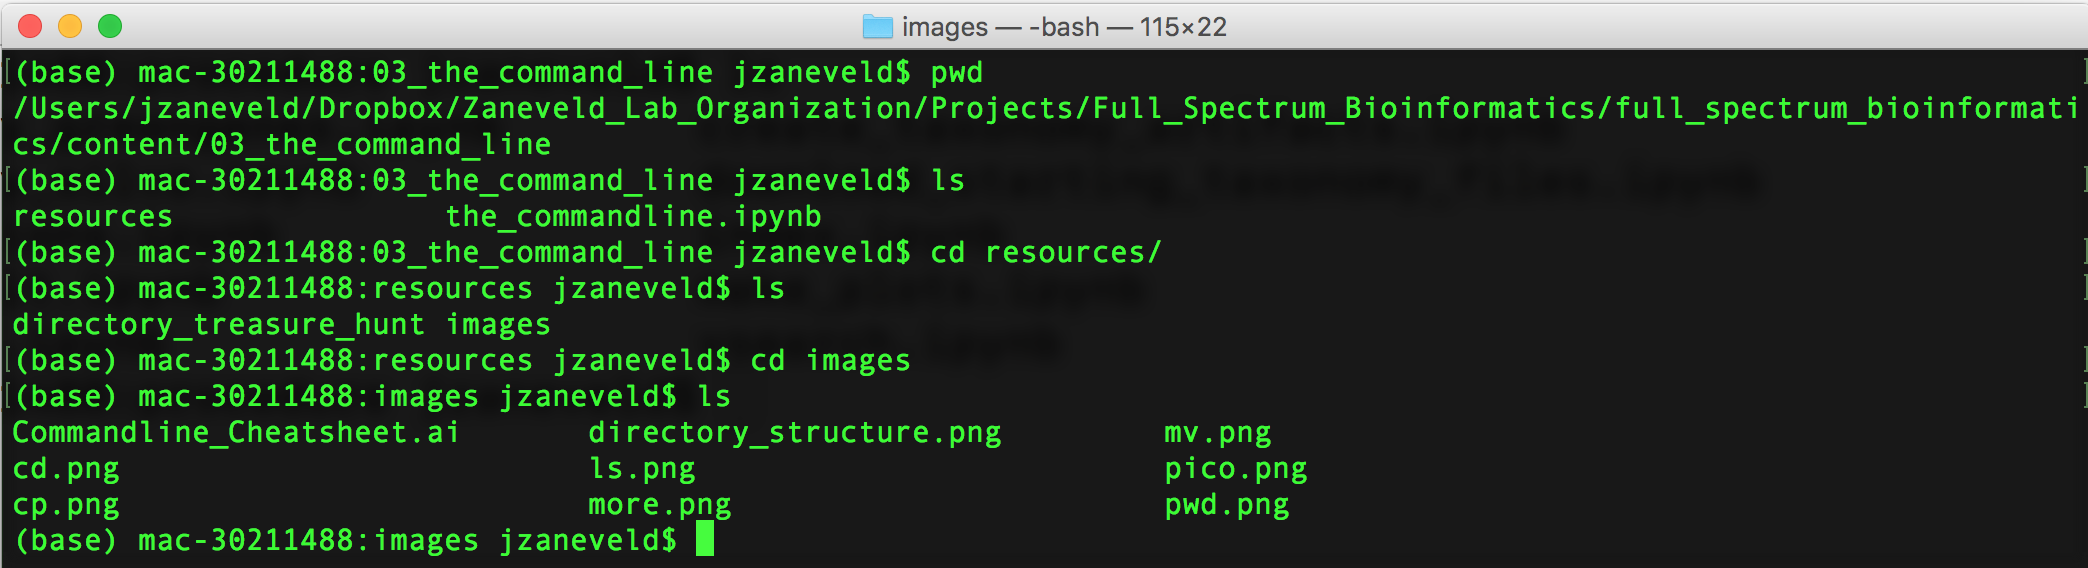 images — -bash — 115×22
(base) mac-30211488:03_the_command_line jzaneveld$ pwd
/Users/jzaneveld/Dropbox/Zaneveld_Lab_Organization/Projects/Full_Spectrum_Bioinformatics/full_spectrum_bioinformati
cs/content/03_the_command_line
(base) mac-30211488:03_the_command_line jzaneveld$ ls
resources               the_commandline.ipynb
(base) mac-30211488:03_the_command_line jzaneveld$ cd resources/
(base) mac-30211488:resources jzaneveld$ ls
directory_treasure_hunt images
(base) mac-30211488:resources jzaneveld$ cd images
(base) mac-30211488:images jzaneveld$ ls
Commandline_Cheatsheet.ai       directory_structure.png         mv.png
cd.png                          ls.png                          pico.png
cp.png                          more.png                        pwd.png
(base) mac-30211488:images jzaneveld$